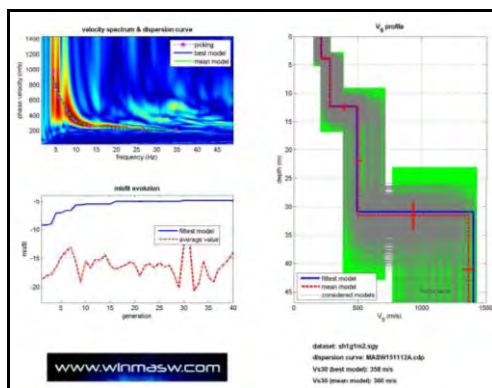 velocity spectrum & dispersion curve
1400
1200
1000
800
600
400
200
phase velocity (m/s)
picking
best model
mean model
5 10 15 20 25 30 35 40 45
frequency (Hz)
misfit evolution
-5
-10
-15
-20
misfit
fittest model
average value
5 10 15 20 25 30 35 40
generation
www.winmasw.com
VS profile
0
5
10
15
20
25
30
35
40
45
depth (m)
fittest model
mean model
considered models
0 500 1000 1500
VS (m/s)
dataset: sh1g1m2.sgy
dispersion curve: MASW151112A.cdp
Vs30 (best model): 358 m/s
Vs30 (mean model): 360 m/s